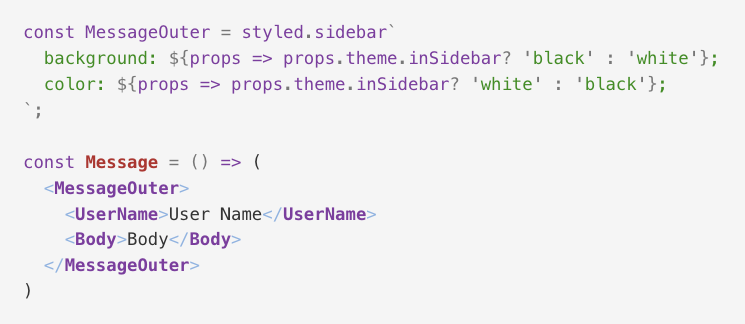 const MessageOuter = styled.sidebar`
  background: ${props => props.theme.inSidebar? 'black' : 'white'};
  color: ${props => props.theme.inSidebar? 'white' : 'black'};
`;

const Message = () => (
  <MessageOuter>
    <UserName>User Name</UserName>
    <Body>Body</Body>
  </MessageOuter>
)